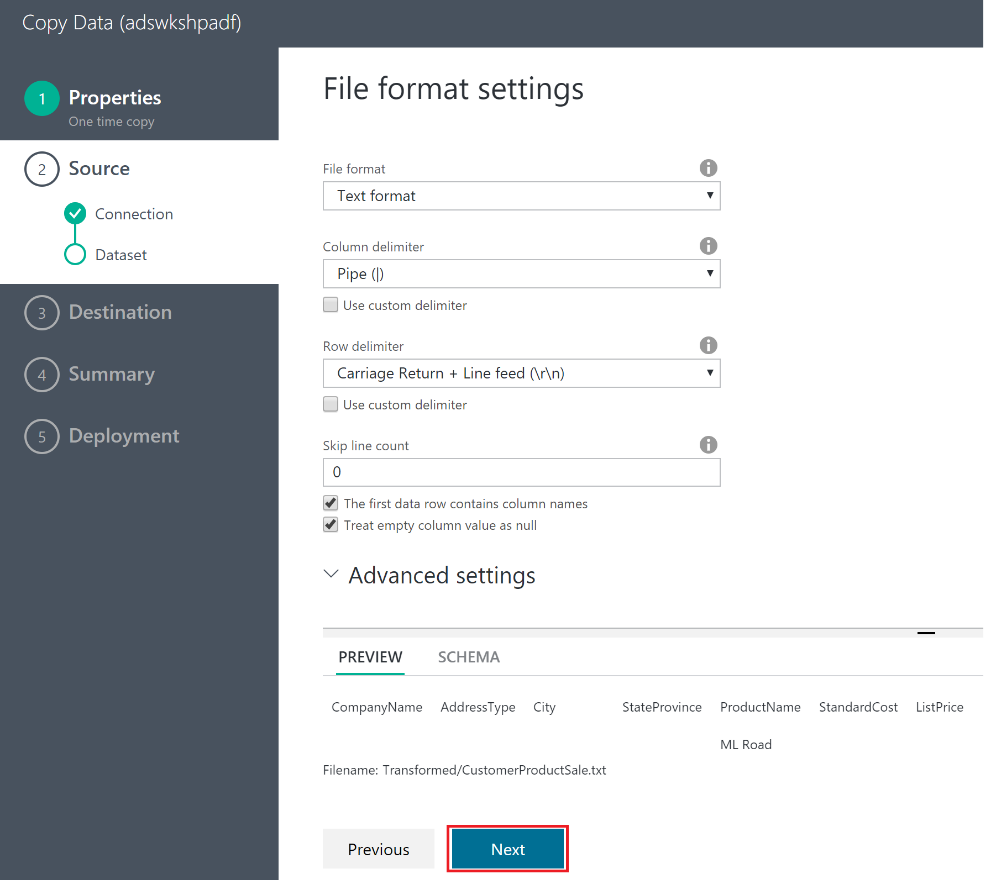 Copy Data (adswkshpadf)
1 Properties
One time copy
2 Source
Connection
Dataset
3 Destination
4 Summary
5 Deployment
File format settings
File format
Text format
Column delimiter
Pipe (|)
Use custom delimiter
Row delimiter
Carriage Return + Line feed (\r\n)
Use custom delimiter
Skip line count
0
The first data row contains column names
Treat empty column value as null
Advanced settings
PREVIEW SCHEMA
CompanyName AddressType City StateProvince ProductName StandardCost ListPrice
ML Road
Filename: Transformed/CustomerProductSale.txt
Previous Next